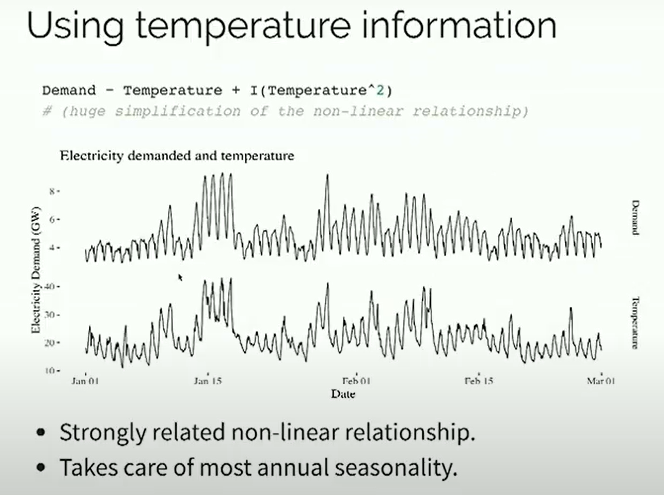 Using temperature information
Demand ~ Temperature + I(Temperature^2)
# (huge simplification of the non-linear relationship)
Electricity demanded and temperature
Electricity Demand (GW)
8
6
4
Demand
40
30
20
10
Temperature
Jan 01 Jan 15 Feb 01 Feb 15 Mar 01
Date
• Strongly related non-linear relationship.
• Takes care of most annual seasonality.